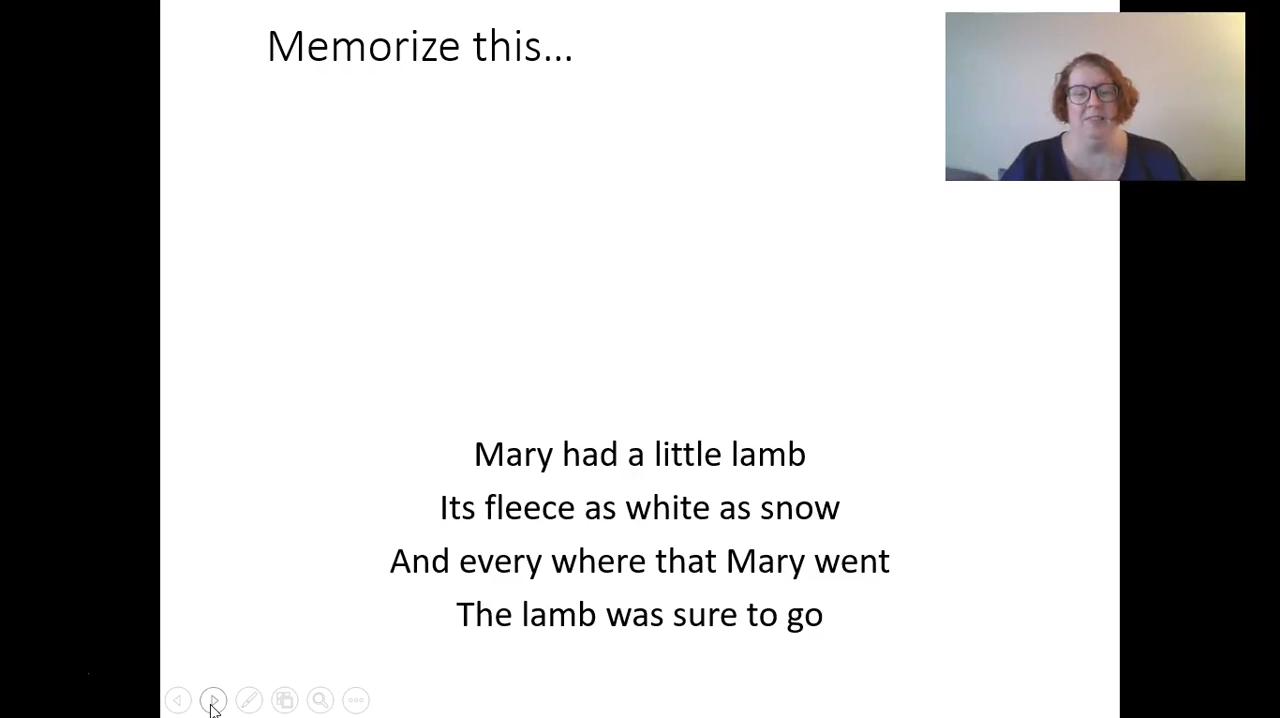 Memorize this...
Mary had a little lamb
Its fleece as white as snow
And every where that Mary went
The lamb was sure to go